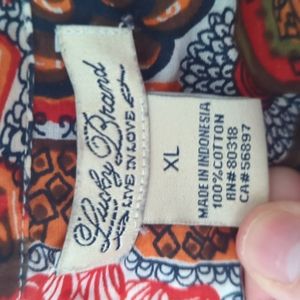 Lucky Brand
LIVE IN LOVE
XL
MADE IN INDONESIA
100% COTTON
RN# 80318
CA# 56897